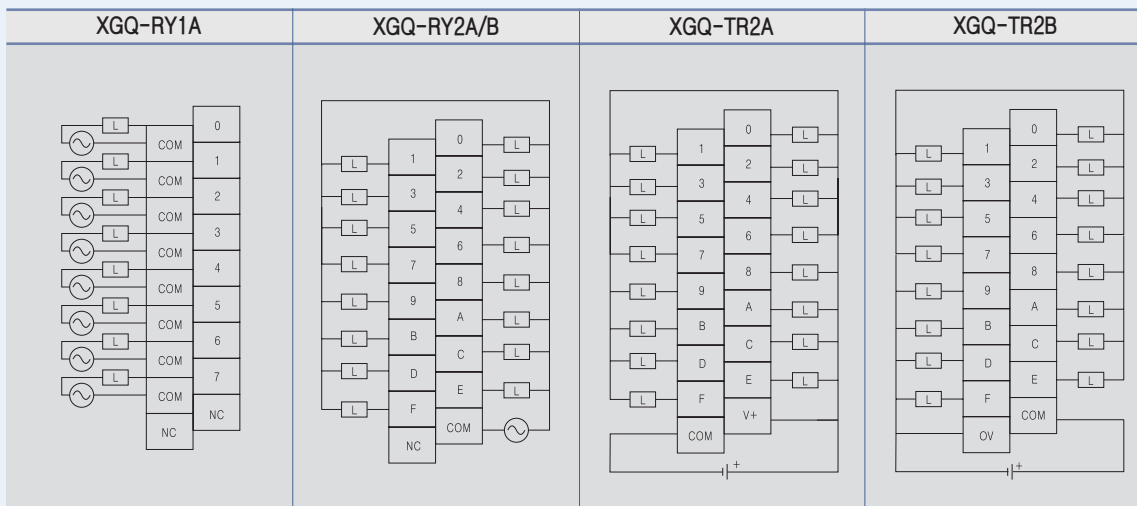 XGQ-RY1A
XGQ-RY2A/B
XGQ-TR2A
XGQ-TR2B
L 0
COM
L 1
COM
L 2
COM
L 3
COM
L 4
COM
L 5
COM
L 6
COM
L 7
COM
NC
NC
0 L
L 1
2 L
L 3
4 L
L 5
6 L
L 7
8 L
L 9
A L
L B
C L
L D
E L
L F
COM
NC
0 L
L 1
2 L
L 3
4 L
L 5
6 L
L 7
8 L
L 9
A L
L B
C L
L D
E L
L F
V+
COM
+
0 L
L 1
2 L
L 3
4 L
L 5
6 L
L 7
8 L
L 9
A L
L B
C L
L D
E L
L F
COM
OV
+